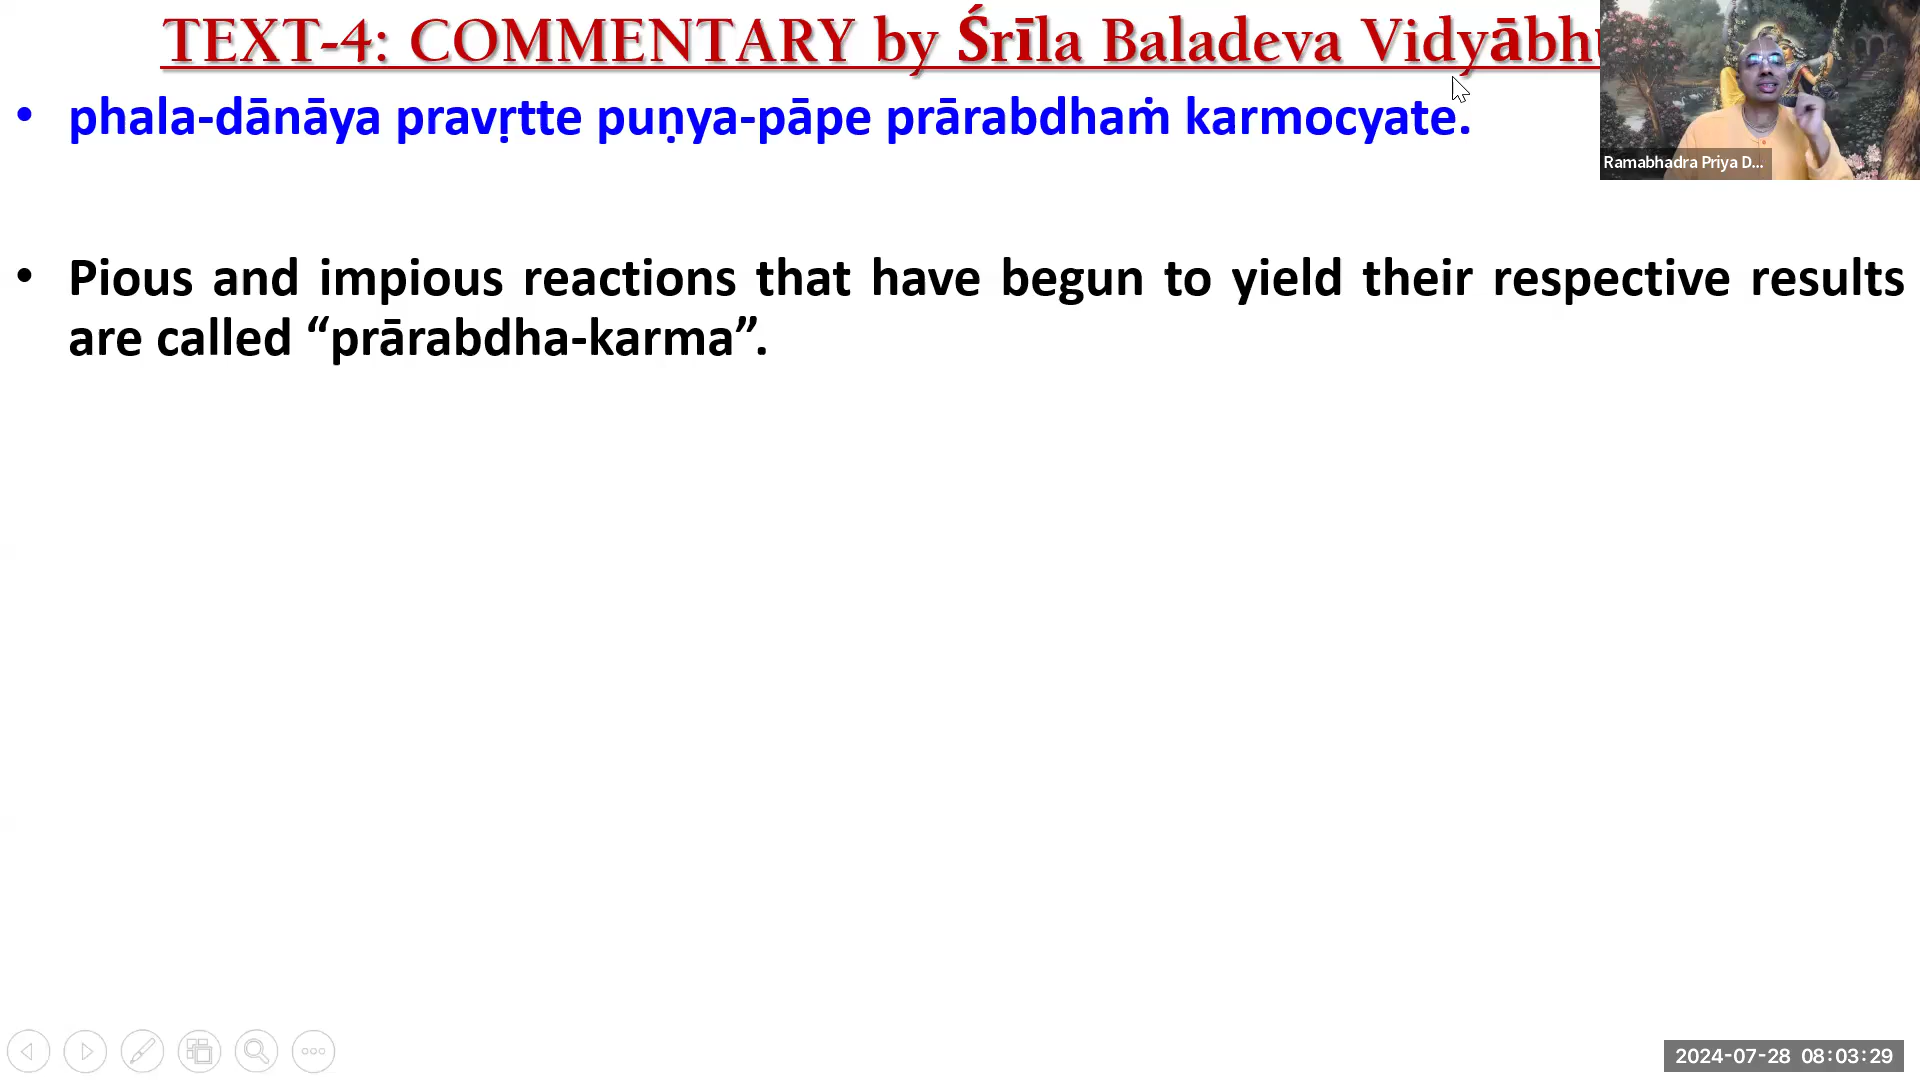 TEXT-4: COMMENTARY by Śrīla Baladeva
• phala-dānāya pravṛtte puṇya-pāpe prārabdhaṁ karmocyate.
Ramabhadra Priya D...
• Pious and impious reactions that have begun to yield their respective results
are called “prārabdha-karma”.
2024-07-28 08:03:29